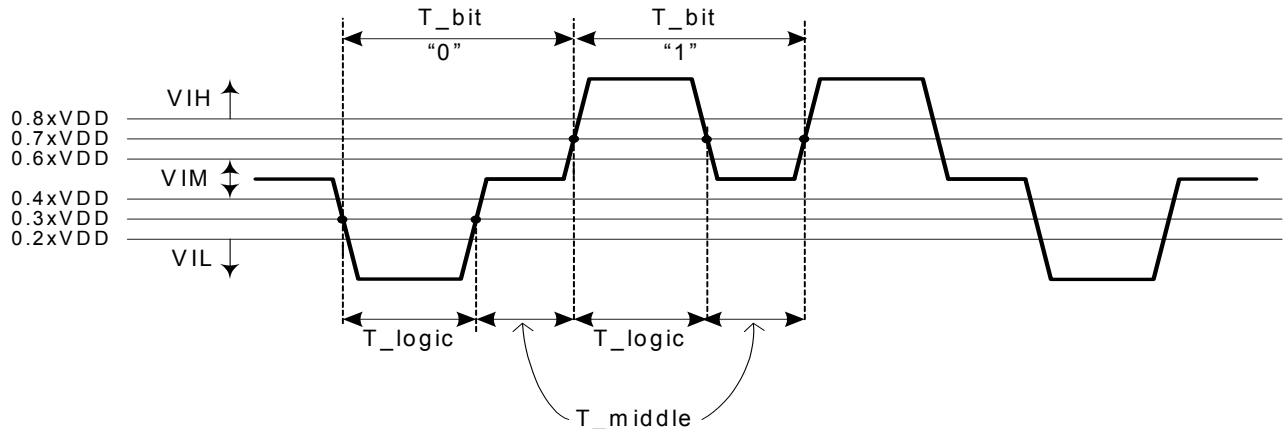 T_bit T_bit
“0” “1”
VIH
0.8xVDD
0.7xVDD
0.6xVDD
VIM
0.4xVDD
0.3xVDD
0.2xVDD
VIL
T_logic T_logic
T_middle